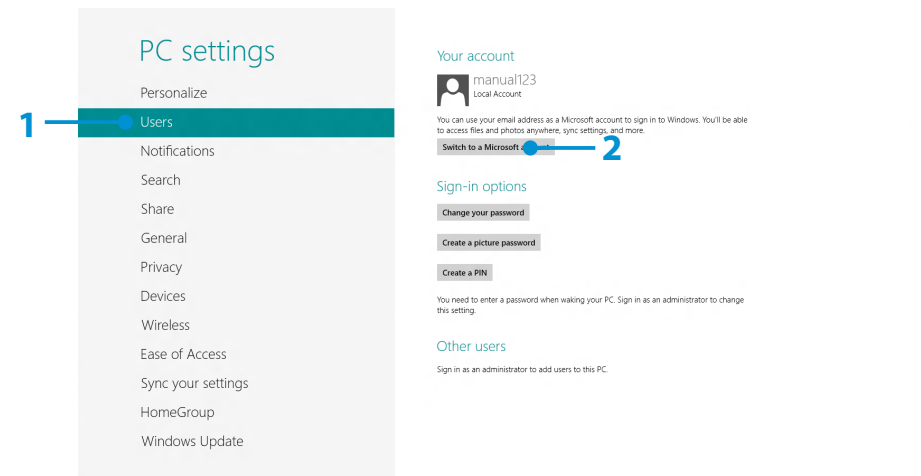 PC settings
Personalize
1
Users
Notifications
Search
Share
General
Privacy
Devices
Wireless
Ease of Access
Sync your settings
HomeGroup
Windows Update
Your account
manual123
Local Account
You can use your email address as a Microsoft account to sign in to Windows. You'll be able
to access files and photos anywhere, sync settings, and more.
Switch to a Microsoft
2
Sign-in options
Change your password
Create a picture password
Create a PIN
You need to enter a password when waking your PC. Sign in as an administrator to change
this setting.
Other users
Sign in as an administrator to add users to this PC.